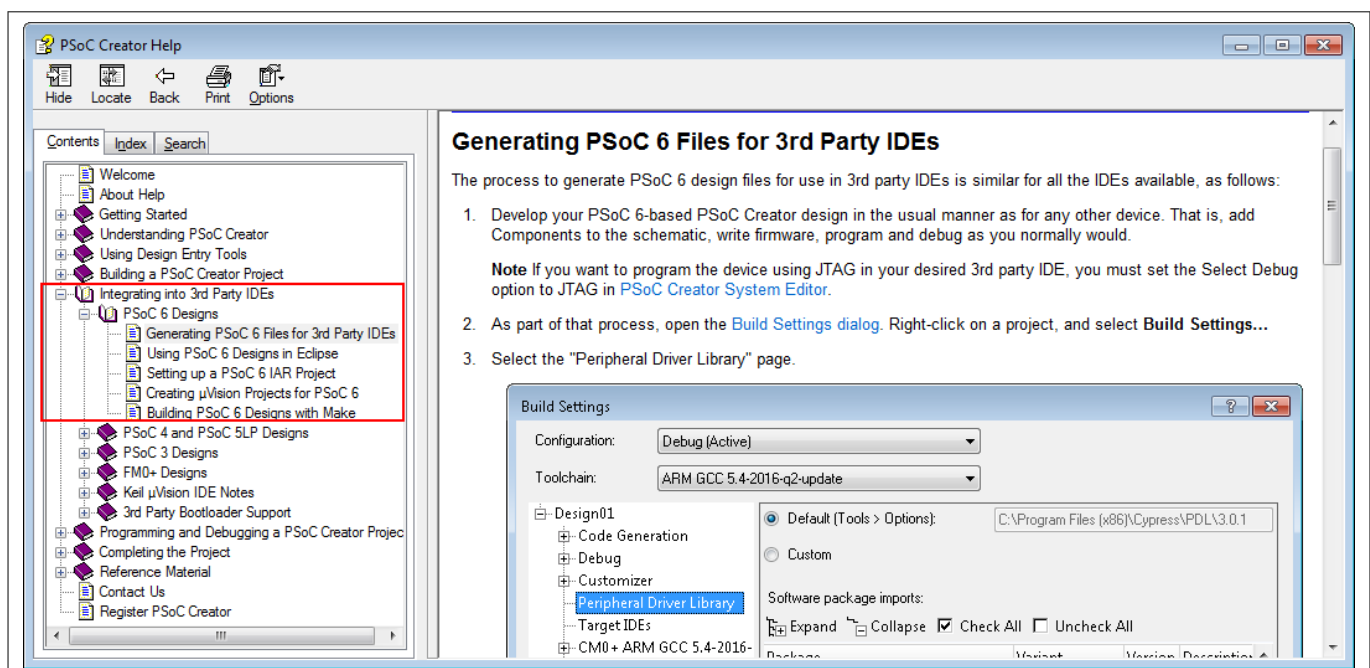 PSoC Creator Help
Hide Locate Back Print Options
Contents Index Search
Welcome
About Help
Getting Started
Understanding PSoC Creator
Using Design Entry Tools
Building a PSoC Creator Project
Integrating into 3rd Party IDEs
PSoC 6 Designs
Generating PSoC 6 Files for 3rd Party IDEs
Using PSoC 6 Designs in Eclipse
Setting up a PSoC 6 IAR Project
Creating µVision Projects for PSoC 6
Building PSoC 6 Designs with Make
PSoC 4 and PSoC 5LP Designs
PSoC 3 Designs
FM0+ Designs
Keil µVision IDE Notes
3rd Party Bootloader Support
Programming and Debugging a PSoC Creator Projec
Completing the Project
Reference Material
Contact Us
Register PSoC Creator
Generating PSoC 6 Files for 3rd Party IDEs
The process to generate PSoC 6 design files for use in 3rd party IDEs is similar for all the IDEs available, as follows:
1. Develop your PSoC 6-based PSoC Creator design in the usual manner as for any other device. That is, add
Components to the schematic, write firmware, program and debug as you normally would.
Note If you want to program the device using JTAG in your desired 3rd party IDE, you must set the Select Debug
option to JTAG in PSoC Creator System Editor.
2. As part of that process, open the Build Settings dialog. Right-click on a project, and select Build Settings...
3. Select the "Peripheral Driver Library" page.
Build Settings
Configuration: Debug (Active)
Toolchain: ARM GCC 5.4-2016-q2-update
Design01
Code Generation
Debug
Customizer
Peripheral Driver Library
Target IDEs
CM0+ ARM GCC 5.4-2016-
Default (Tools > Options): C:\Program Files (x86)\Cypress\PDL\3.0.1
Custom
Software package imports:
Expand Collapse Check All Uncheck All
Package Variant Version Description